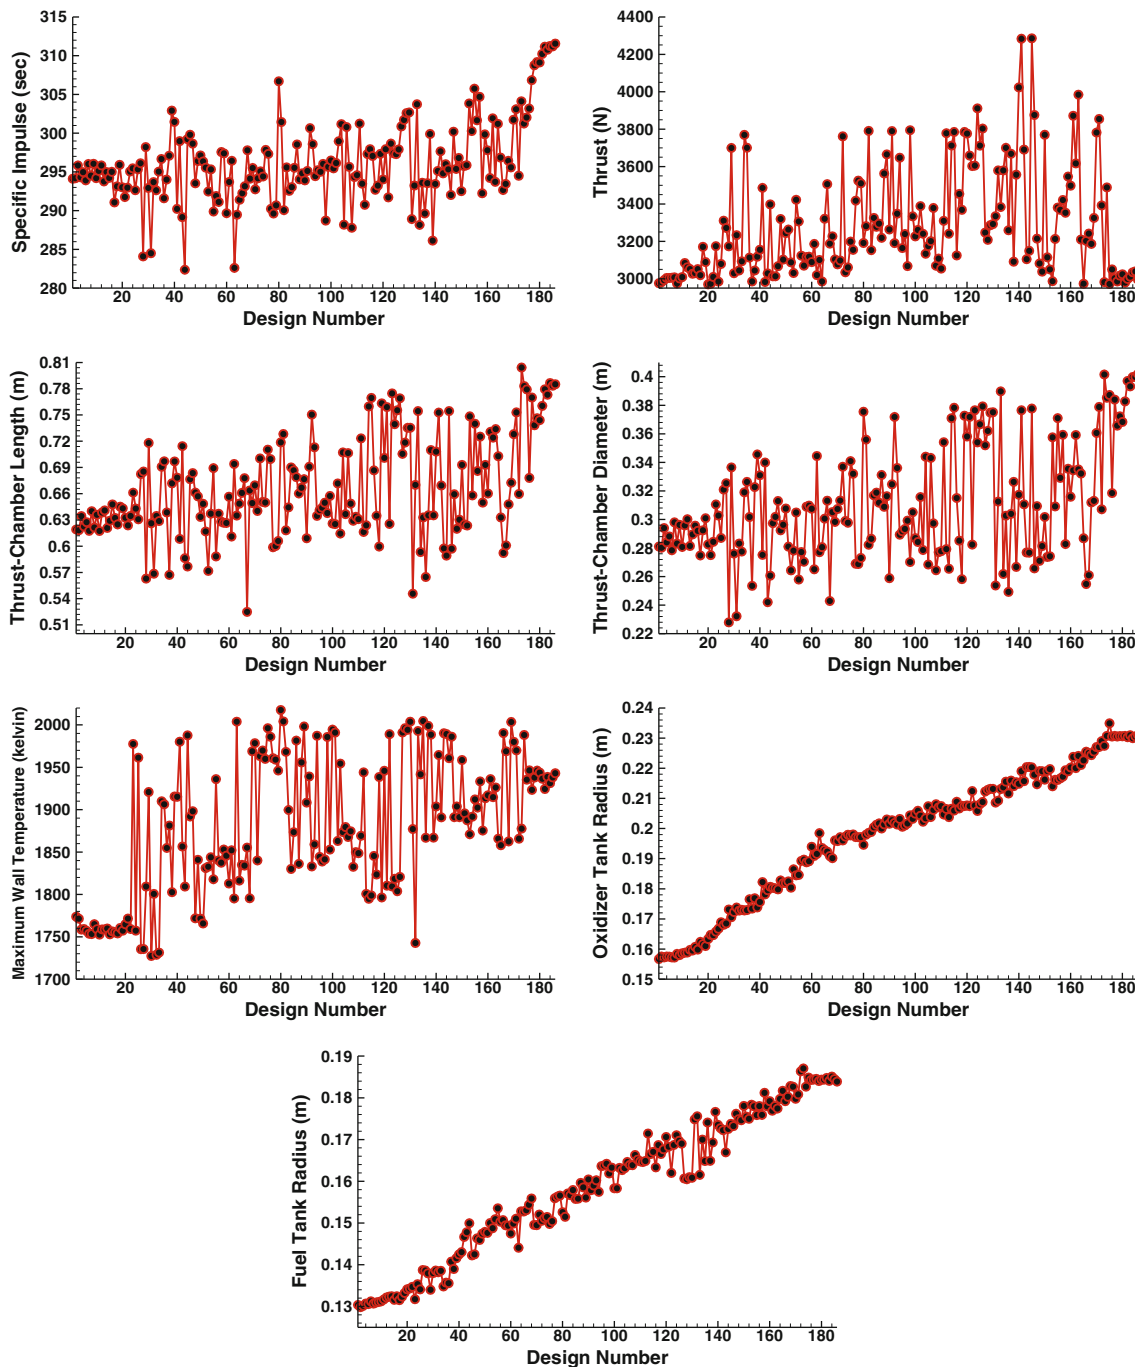 315
310
305
300
295
290
285
280
Specific Impulse (sec)
20 40 60 80 100 120 140 160 180
Design Number
4400
4200
4000
3800
3600
3400
3200
3000
Thrust (N)
20 40 60 80 100 120 140 160 180
Design Number
0.81
0.78
0.75
0.72
0.69
0.66
0.63
0.6
0.57
0.54
0.51
Thrust-Chamber Length (m)
20 40 60 80 100 120 140 160 180
Design Number
0.4
0.38
0.36
0.34
0.32
0.3
0.28
0.26
0.24
0.22
Thrust-Chamber Diameter (m)
20 40 60 80 100 120 140 160 180
Design Number
2000
1950
1900
1850
1800
1750
1700
Maximum Wall Temperature (kelvin)
20 40 60 80 100 120 140 160 180
Design Number
0.24
0.23
0.22
0.21
0.2
0.19
0.18
0.17
0.16
0.15
Oxidizer Tank Radius (m)
20 40 60 80 100 120 140 160 180
Design Number
0.19
0.18
0.17
0.16
0.15
0.14
0.13
Fuel Tank Radius (m)
20 40 60 80 100 120 140 160 180
Design Number